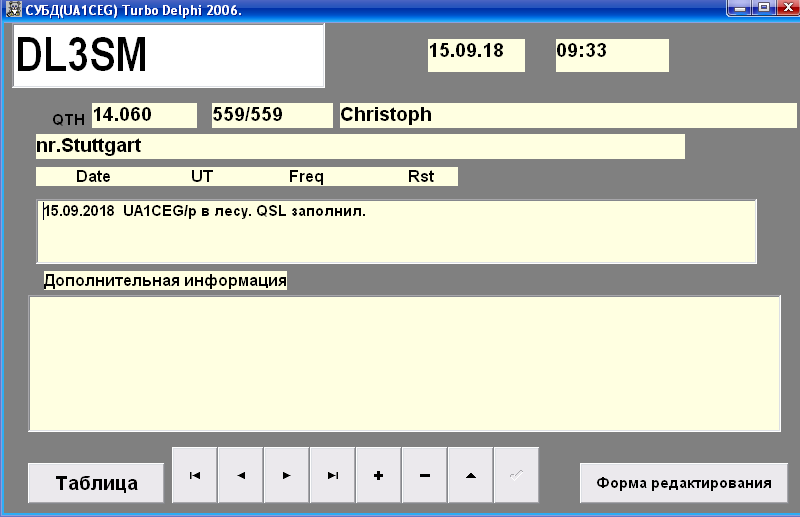 СУБД(UA1CEG) Turbo Delphi 2006.
DL3SM
15.09.18 09:33
QTH 14.060 559/559 Christoph
nr.Stuttgart
Date UT Freq Rst
15.09.2018 UA1CEG/p в лесу. QSL заполнил.
Дополнительная информация
Таблица
Форма редактирования